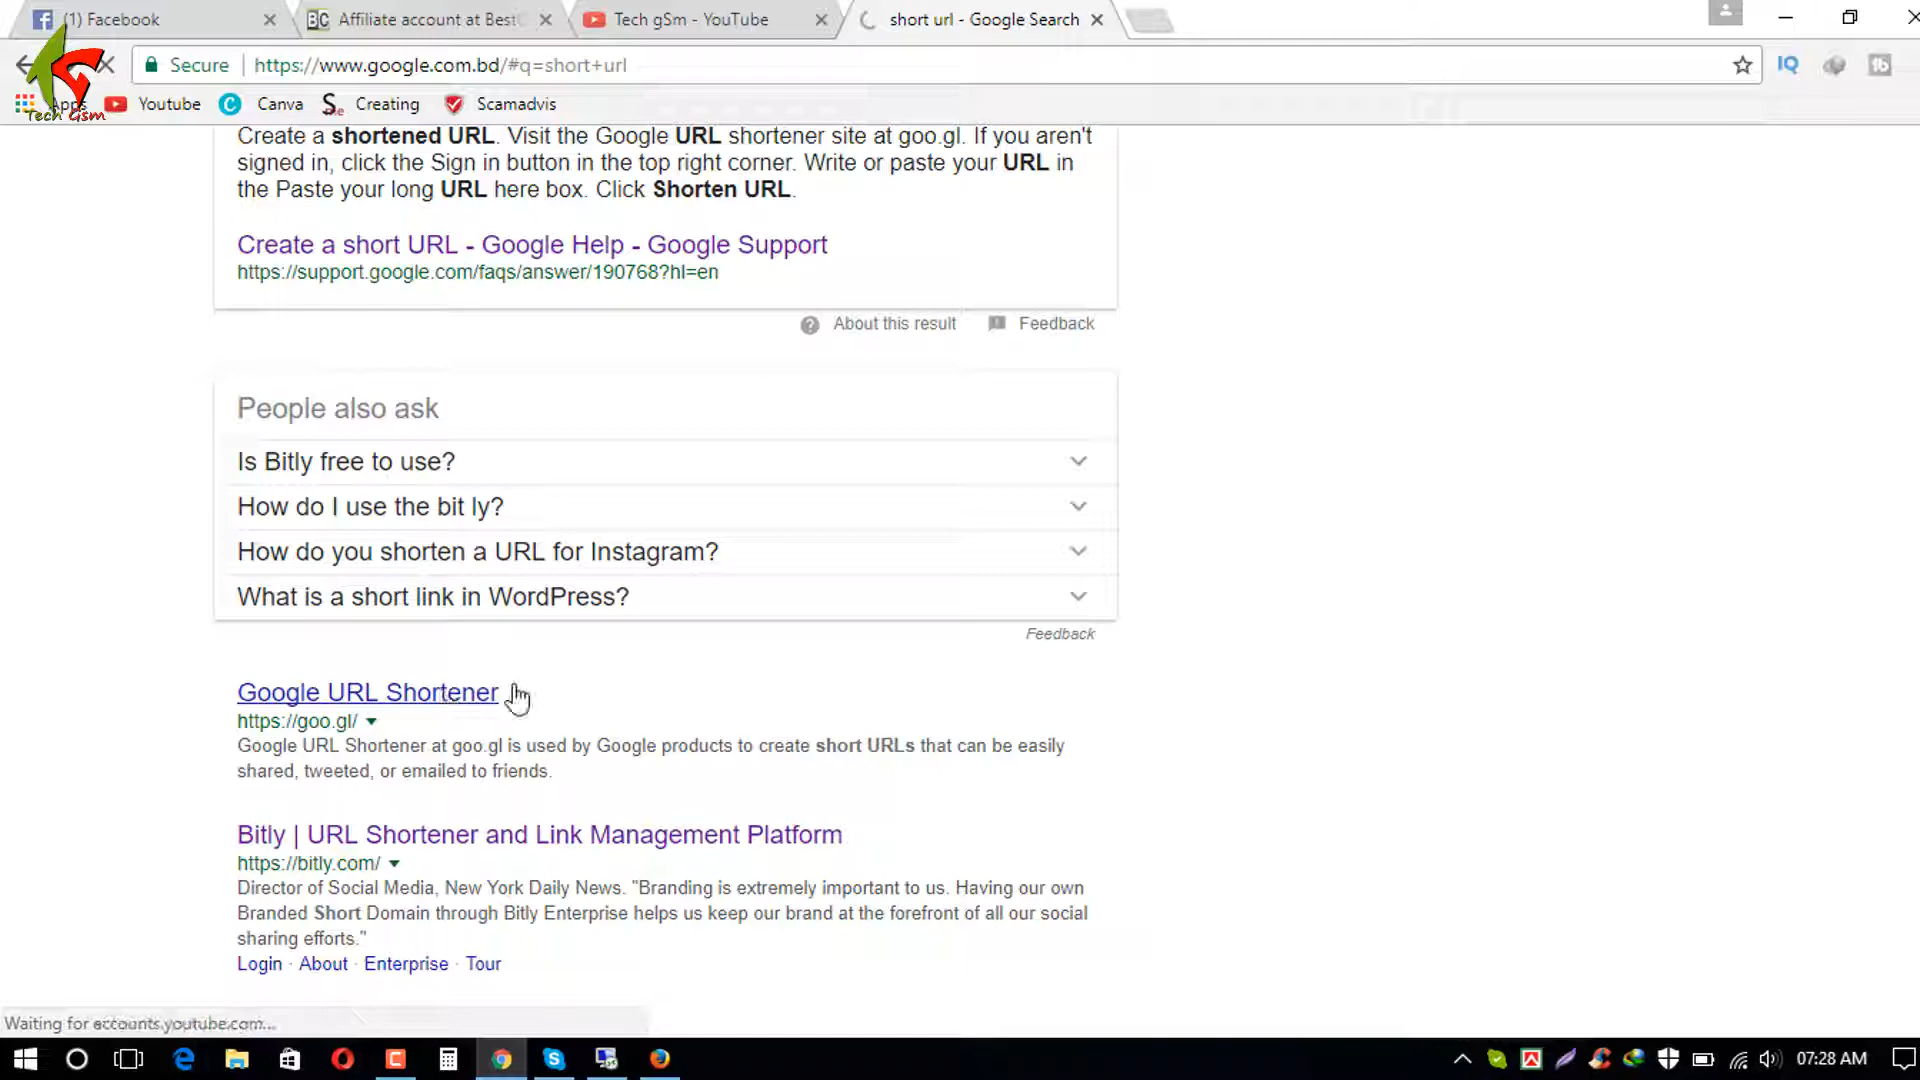 (1) Facebook
Affiliate account at Best
Tech gSm - YouTube
short url - Google Search
Secure
https://www.google.com.bd/#q=short+url
Apps
Youtube
Canva
Creating
Scamadvis
Tech Gsm
Create a shortened URL. Visit the Google URL shortener site at goo.gl. If you aren't
signed in, click the Sign in button in the top right corner. Write or paste your URL in
the Paste your long URL here box. Click Shorten URL.
Create a short URL - Google Help - Google Support
https://support.google.com/faqs/answer/190768?hl=en
About this result
Feedback
People also ask
Is Bitly free to use?
How do I use the bit ly?
How do you shorten a URL for Instagram?
What is a short link in WordPress?
Feedback
Google URL Shortener
https://goo.gl/
Google URL Shortener at goo.gl is used by Google products to create short URLs that can be easily
shared, tweeted, or emailed to friends.
Bitly | URL Shortener and Link Management Platform
https://bitly.com/
Director of Social Media, New York Daily News. "Branding is extremely important to us. Having our own
Branded Short Domain through Bitly Enterprise helps us keep our brand at the forefront of all our social
sharing efforts."
Login · About · Enterprise · Tour
Waiting for accounts.youtube.com...
07:28 AM